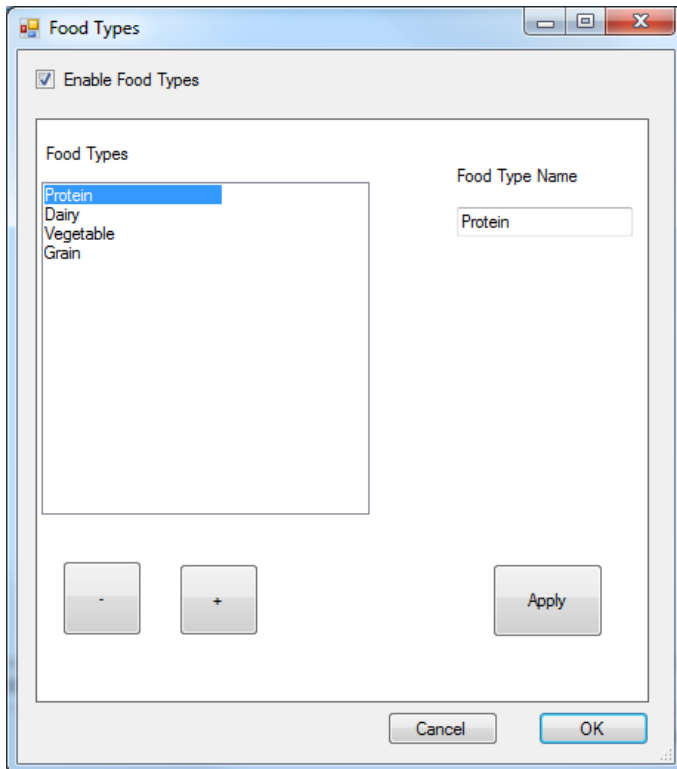 Food Types
Enable Food Types
Food Types
Food Type Name
Protein
Dairy
Vegetable
Grain
Protein
-
+
Apply
Cancel
OK